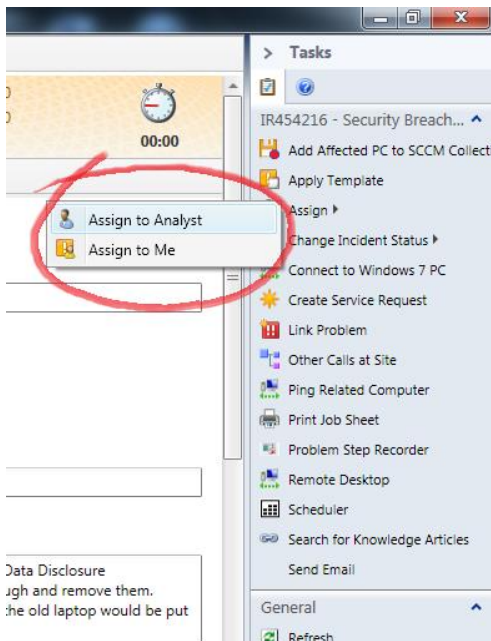 > Tasks
00:00
IR454216 - Security Breach...
Add Affected PC to SCCM Collect
Apply Template
Assign
Assign to Analyst
Assign to Me
Change Incident Status
Connect to Windows 7 PC
Create Service Request
Link Problem
Other Calls at Site
Ping Related Computer
Print Job Sheet
Problem Step Recorder
Remote Desktop
Scheduler
Search for Knowledge Articles
Send Email
Data Disclosure
ugh and remove them.
the old laptop would be put
General
Refresh